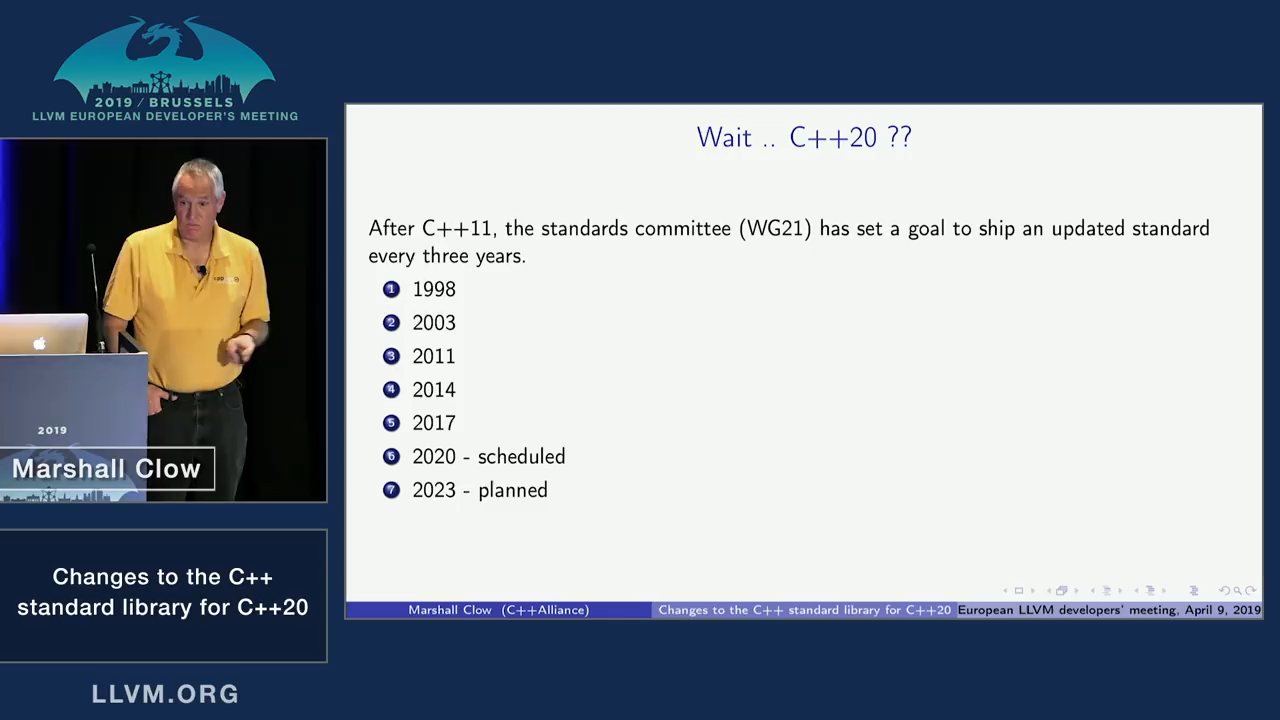 2019 / BRUSSELS
LLVM EUROPEAN DEVELOPER'S MEETING
2019
Marshall Clow
Changes to the C++
standard library for C++20
LLVM.ORG
Wait .. C++20 ??
After C++11, the standards committee (WG21) has set a goal to ship an updated standard
every three years.
1 1998
2 2003
3 2011
4 2014
5 2017
6 2020 - scheduled
7 2023 - planned
Marshall Clow (C++Alliance) Changes to the C++ standard library for C++20 European LLVM developers' meeting, April 9, 2019